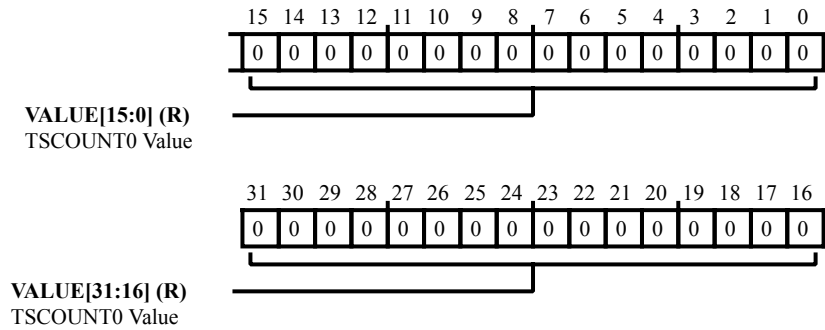 15 14 13 12 11 10 9 8 7 6 5 4 3 2 1 0
0 0 0 0 0 0 0 0 0 0 0 0 0 0 0 0
VALUE[15:0] (R)
TSCOUNT0 Value
31 30 29 28 27 26 25 24 23 22 21 20 19 18 17 16
0 0 0 0 0 0 0 0 0 0 0 0 0 0 0 0
VALUE[31:16] (R)
TSCOUNT0 Value